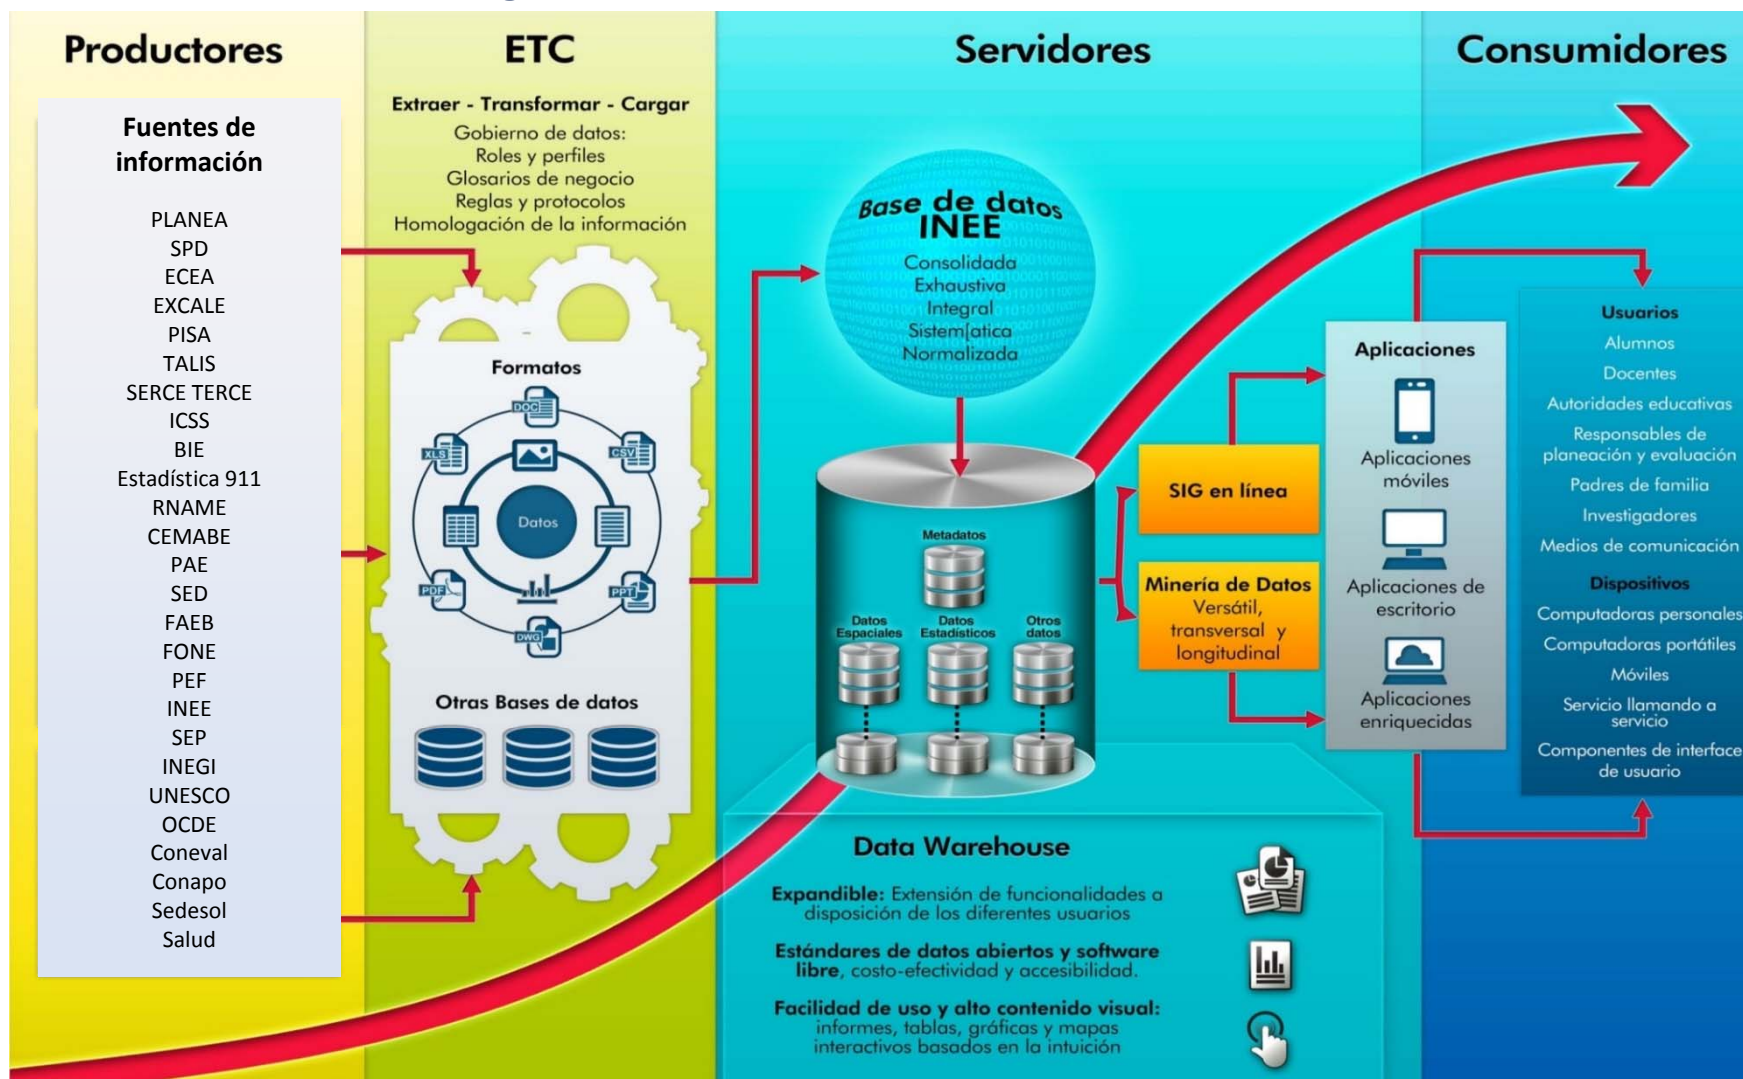 Productores
Fuentes de
información
PLANEA
SPD
ECEA
EXCALE
PISA
TALIS
SERCE TERCE
ICSS
BIE
Estadística 911
RNAME
CEMABE
PAE
SED
FAEB
FONE
PEF
INEE
SEP
INEGI
UNESCO
OCDE
Coneval
Conapo
Sedesol
Salud
ETC
Extraer - Transformar - Cargar
Gobierno de datos:
Roles y perfiles
Glosarios de negocio
Reglas y protocolos
Homologación de la información
Formatos
DOC
XLS
CSV
Datos
PDF
PPT
DWG
Otras Bases de datos
Servidores
Base de datos
INEE
Consolidada
Exhaustiva
Integral
Sistem[atica
Normalizada
Metadatos
Datos
Espaciales
Datos
Estadísticos
Otros
datos
SIG en línea
Minería de Datos
Versátil,
transversal y
longitudinal
Data Warehouse
Expandible: Extensión de funcionalidades a
disposición de los diferentes usuarios
Estándares de datos abiertos y software
libre, costo-efectividad y accesibilidad.
Facilidad de uso y alto contenido visual:
informes, tablas, gráficas y mapas
interactivos basados en la intuición
Aplicaciones
Aplicaciones
móviles
Aplicaciones de
escritorio
Aplicaciones
enriquecidas
Consumidores
Usuarios
Alumnos
Docentes
Autoridades educativas
Responsables de
planeación y evaluación
Padres de familia
Investigadores
Medios de comunicación
Dispositivos
Computadoras personales
Computadoras portátiles
Móviles
Servicio llamando a
servicio
Componentes de interface
de usuario